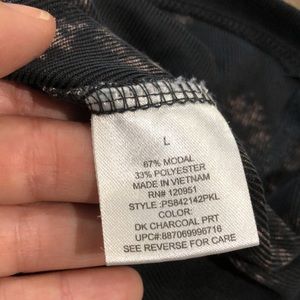 L
67% MODAL
33% POLYESTER
MADE IN VIETNAM
RN# 120951
STYLE :PS842142PKL
COLOR:
DK CHARCOAL PRT
UPC#:887069996716
SEE REVERSE FOR CARE